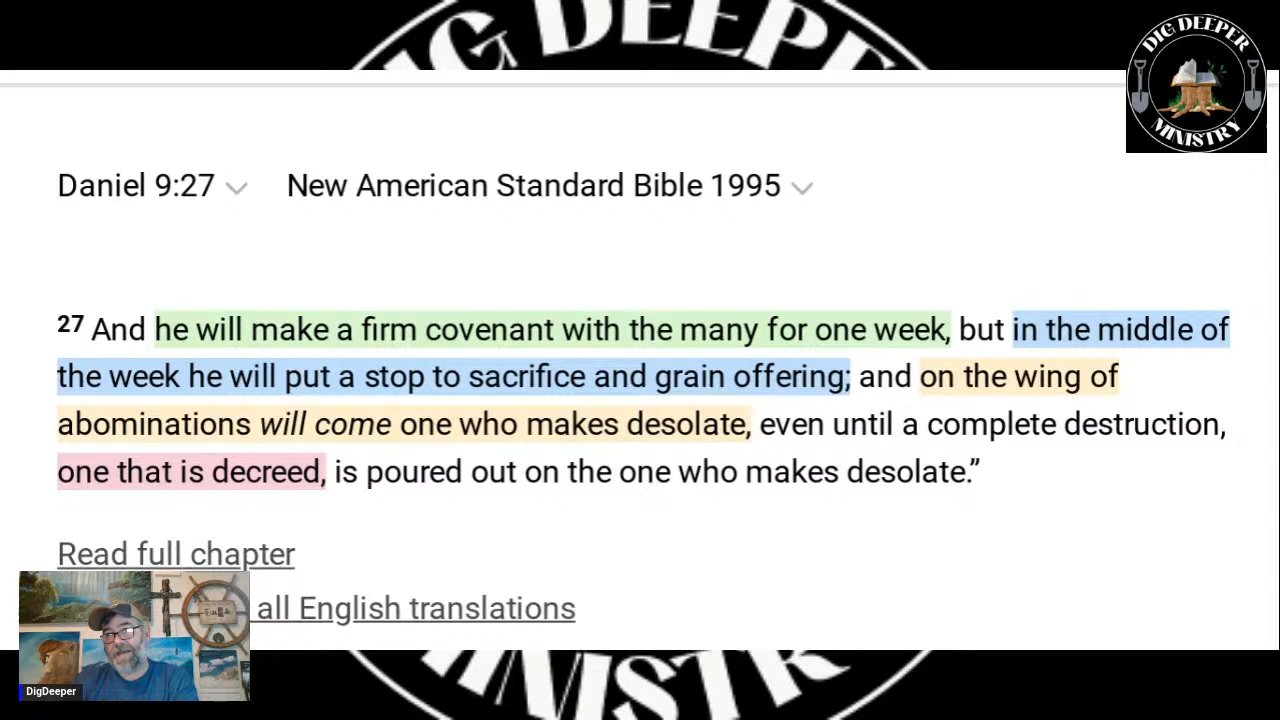 DIG DEEPER
DIG DEEPER
MINISTRY
Daniel 9:27 New American Standard Bible 1995
27 And he will make a firm covenant with the many for one week, but in the middle of
the week he will put a stop to sacrifice and grain offering; and on the wing of
abominations will come one who makes desolate, even until a complete destruction,
one that is decreed, is poured out on the one who makes desolate.”
Read full chapter
all English translations
DigDeeper